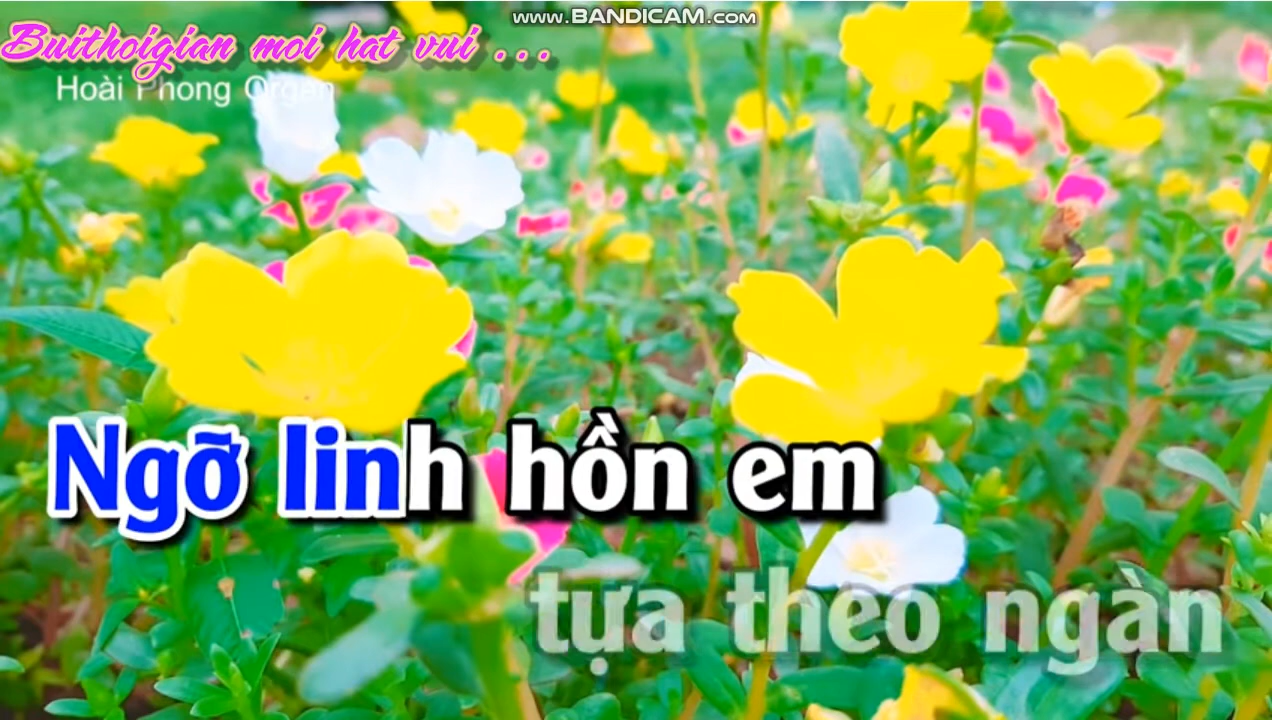 WWW.BANDICAM.COM
Buithoigian moi hat vui . . .
Hoài Phong Organ
Ngỡ linh hồn em
tựa theo ngàn